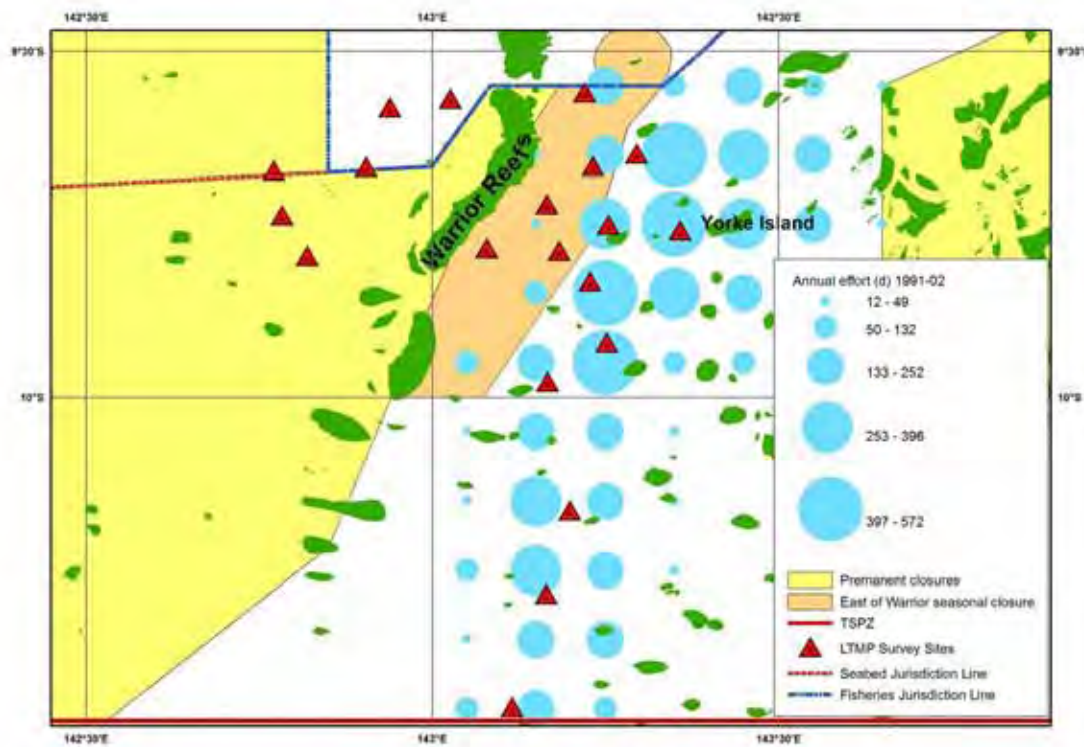 142°30'E 143°E 143°30'E
9°30'S 9°30'S
Warrior Reefs
Yorke Island
Annual effort (d) 1991-02
12 - 49
50 - 132
133 - 252
253 - 396
397 - 572
10°S 10°S
Premanent closures
East of Warrior seasonal closure
TSPZ
LTMP Survey Sites
Seabed Jurisdiction Line
Fisheries Jurisdiction Line
142°30'E 143°E 143°30'E